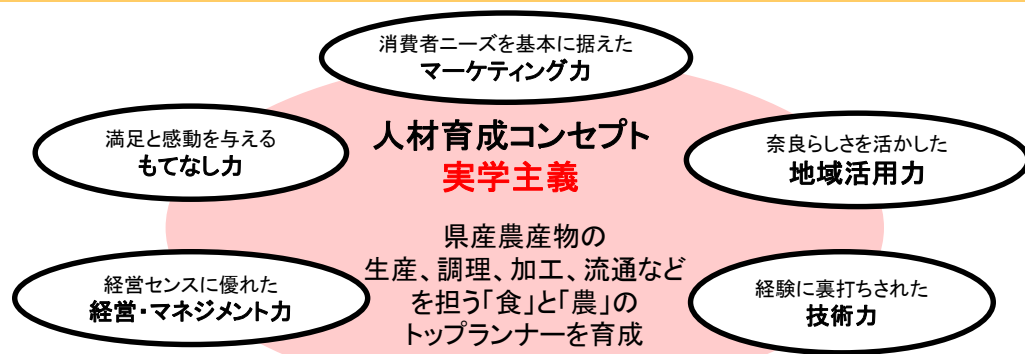 消費者ニーズを基本に据えた
マーケティング力
満足と感動を与える
もてなし力
人材育成コンセプト
実学主義
奈良らしさを活かした
地域活用力
県産農産物の
生産、調理、加工、流通など
を担う「食」と「農」の
トップランナーを育成
経営センスに優れた
経営・マネジメント力
経験に裏打ちされた
技術力